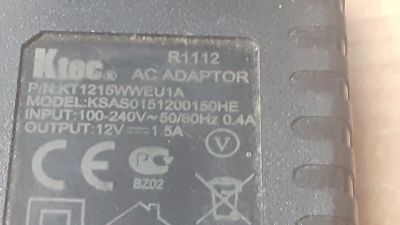 R1112
Ktec® AC ADAPTOR
P/N:KT1215WWEU1A
MODEL:KSAS0151200150HE
INPUT:100-240V~50/60Hz 0.4A
OUTPUT:12V⎓1.5A
V
CE PC
BZ02